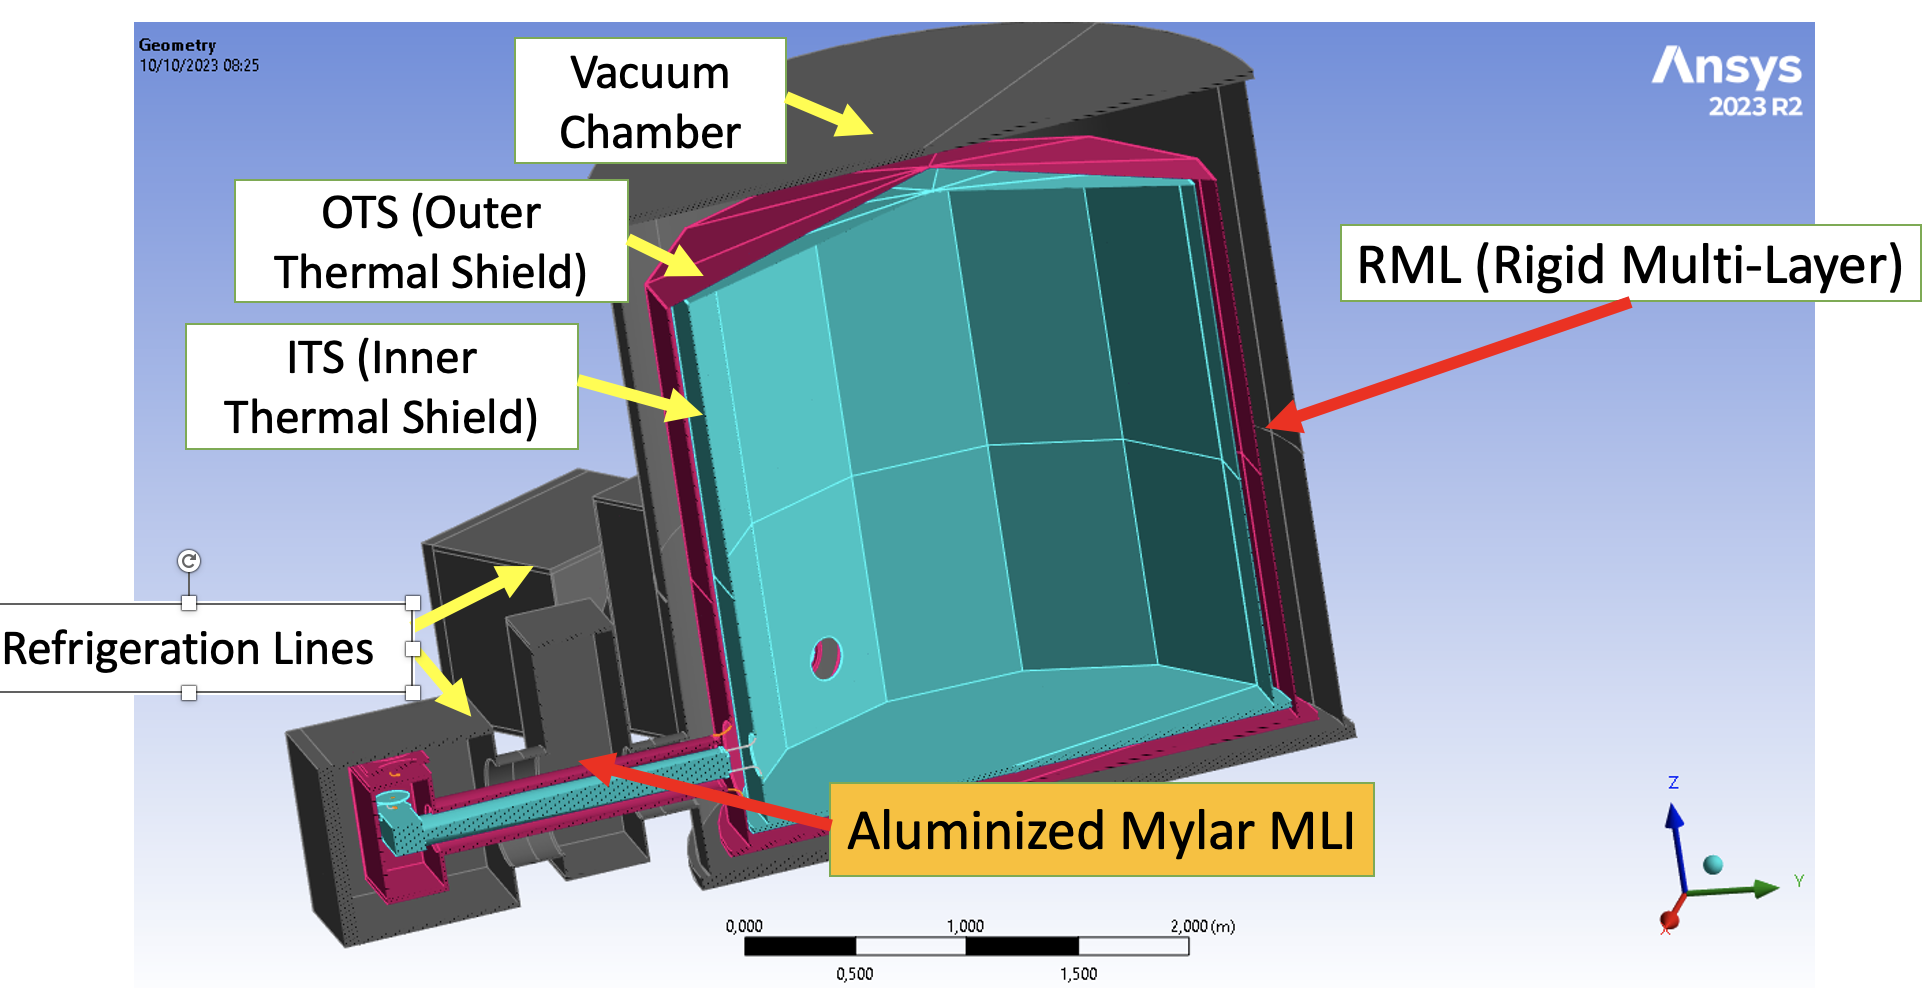 Geometry
10/10/2023 08:25
Vacuum
Chamber
Ansys
2023 R2
OTS (Outer
Thermal Shield)
RML (Rigid Multi-Layer)
ITS (Inner
Thermal Shield)
Refrigeration Lines
Aluminized Mylar MLI
Z
Y
X
0,000
1,000
2,000 (m)
0,500
1,500